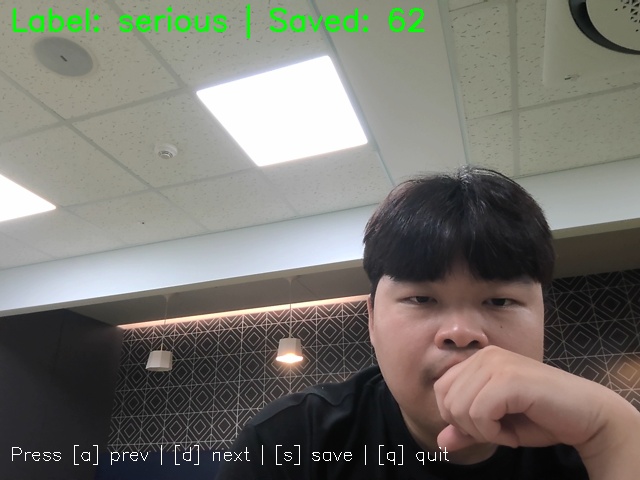 Label: serious | Saved: 62
Press [a] prev | [d] next | [s] save | [q] quit